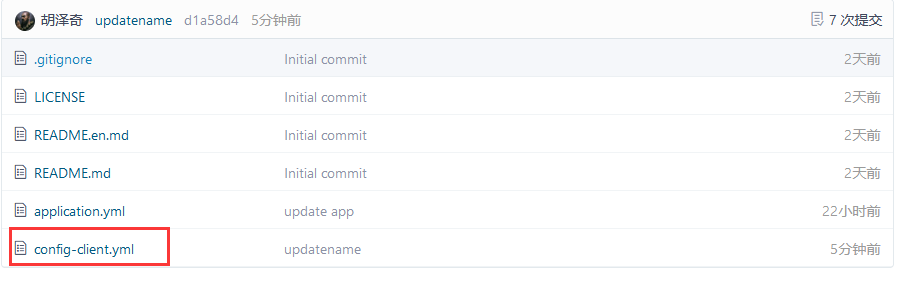 胡泽奇 updatename d1a58d4 5分钟前 7 次提交
.gitignore Initial commit 2天前
LICENSE Initial commit 2天前
README.en.md Initial commit 2天前
README.md Initial commit 2天前
application.yml update app 22小时前
config-client.yml updatename 5分钟前